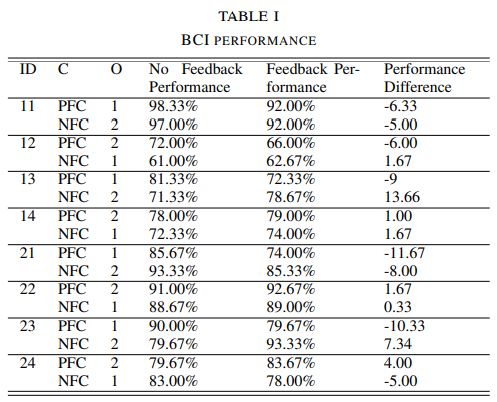 TABLE I
BCI PERFORMANCE
ID C O No Feedback Performance Feedback Per-formance Performance Difference
11 PFC 1 98.33% 92.00% -6.33
NFC 2 97.00% 92.00% -5.00
12 PFC 2 72.00% 66.00% -6.00
NFC 1 61.00% 62.67% 1.67
13 PFC 1 81.33% 72.33% -9
NFC 2 71.33% 78.67% 13.66
14 PFC 2 78.00% 79.00% 1.00
NFC 1 72.33% 74.00% 1.67
21 PFC 1 85.67% 74.00% -11.67
NFC 2 93.33% 85.33% -8.00
22 PFC 2 91.00% 92.67% 1.67
NFC 1 88.67% 89.00% 0.33
23 PFC 1 90.00% 79.67% -10.33
NFC 2 79.67% 93.33% 7.34
24 PFC 2 79.67% 83.67% 4.00
NFC 1 83.00% 78.00% -5.00